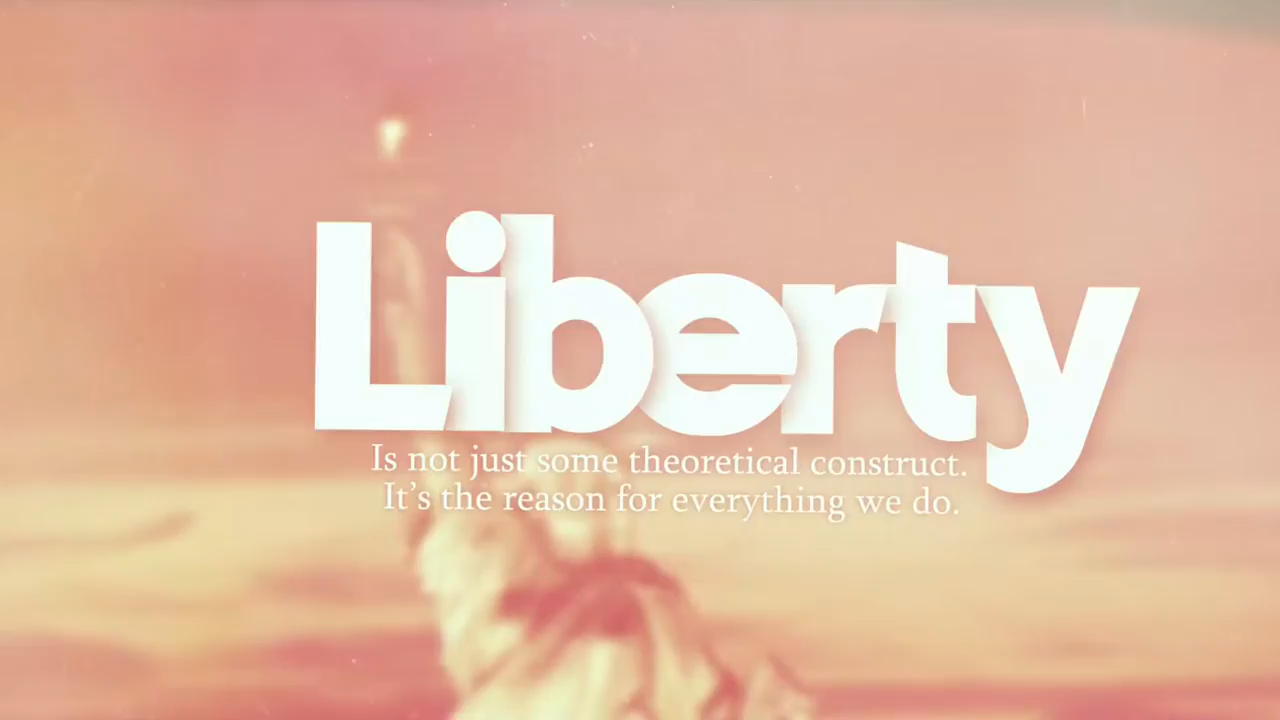 Liberty
Is not just some theoretical construct.
It’s the reason for everything we do.